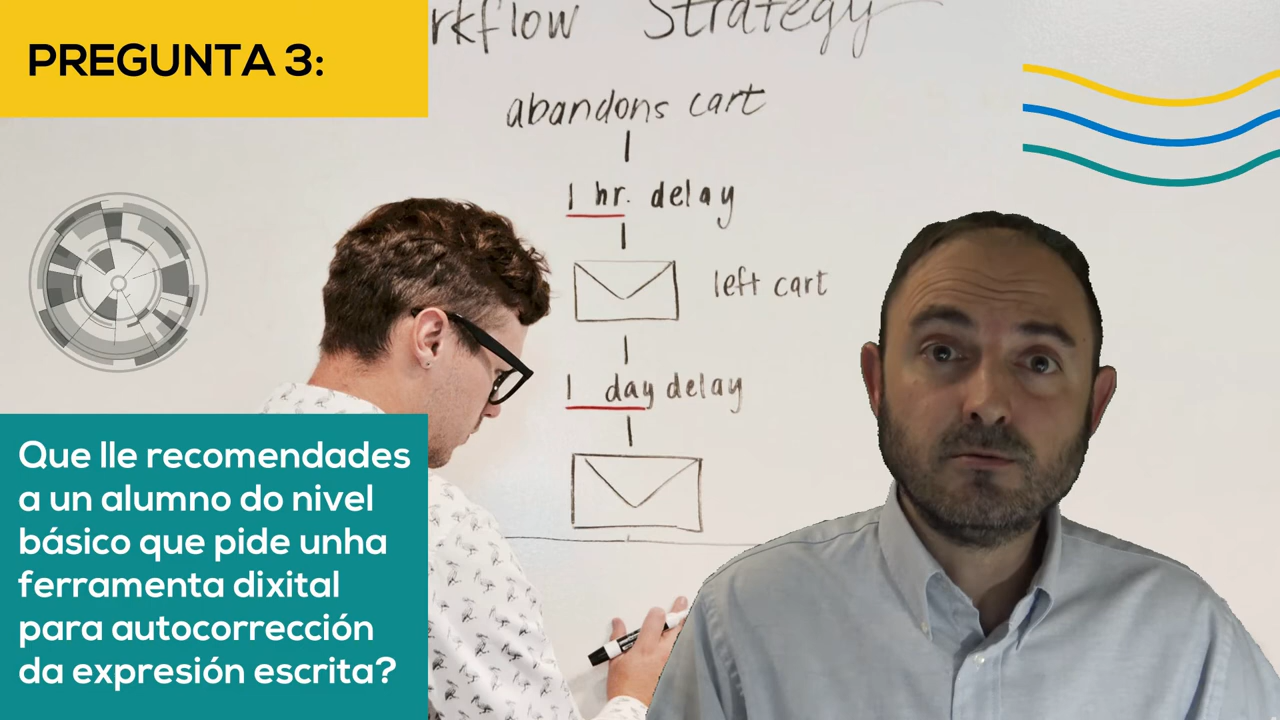 PREGUNTA 3:
rkflow Strategy
abandons cart
1 hr. delay
left cart
1 day delay
Que lle recomendades
a un alumno do nivel
básico que pide unha
ferramenta dixital
para autocorrección
da expresión escrita?